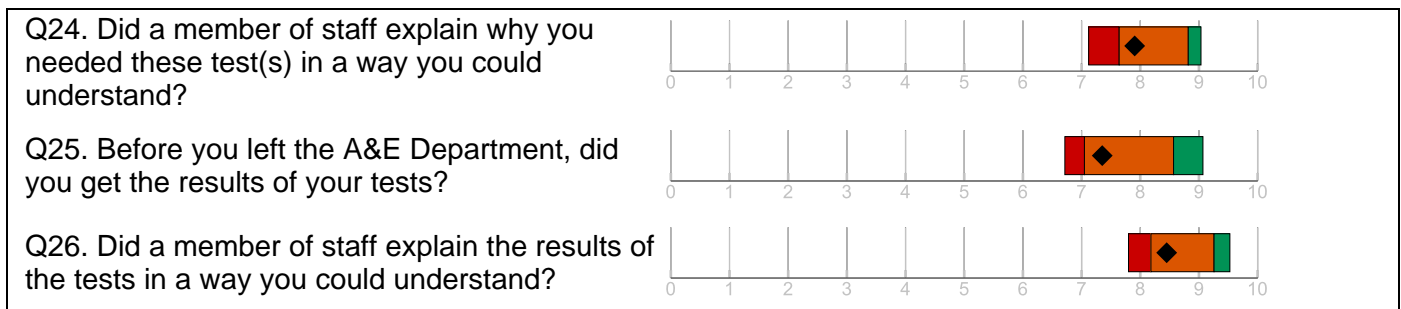 Q24. Did a member of staff explain why you
needed these test(s) in a way you could
understand?
0 1 2 3 4 5 6 7 8 9 10
Q25. Before you left the A&E Department, did
you get the results of your tests?
0 1 2 3 4 5 6 7 8 9 10
Q26. Did a member of staff explain the results of
the tests in a way you could understand?
0 1 2 3 4 5 6 7 8 9 10